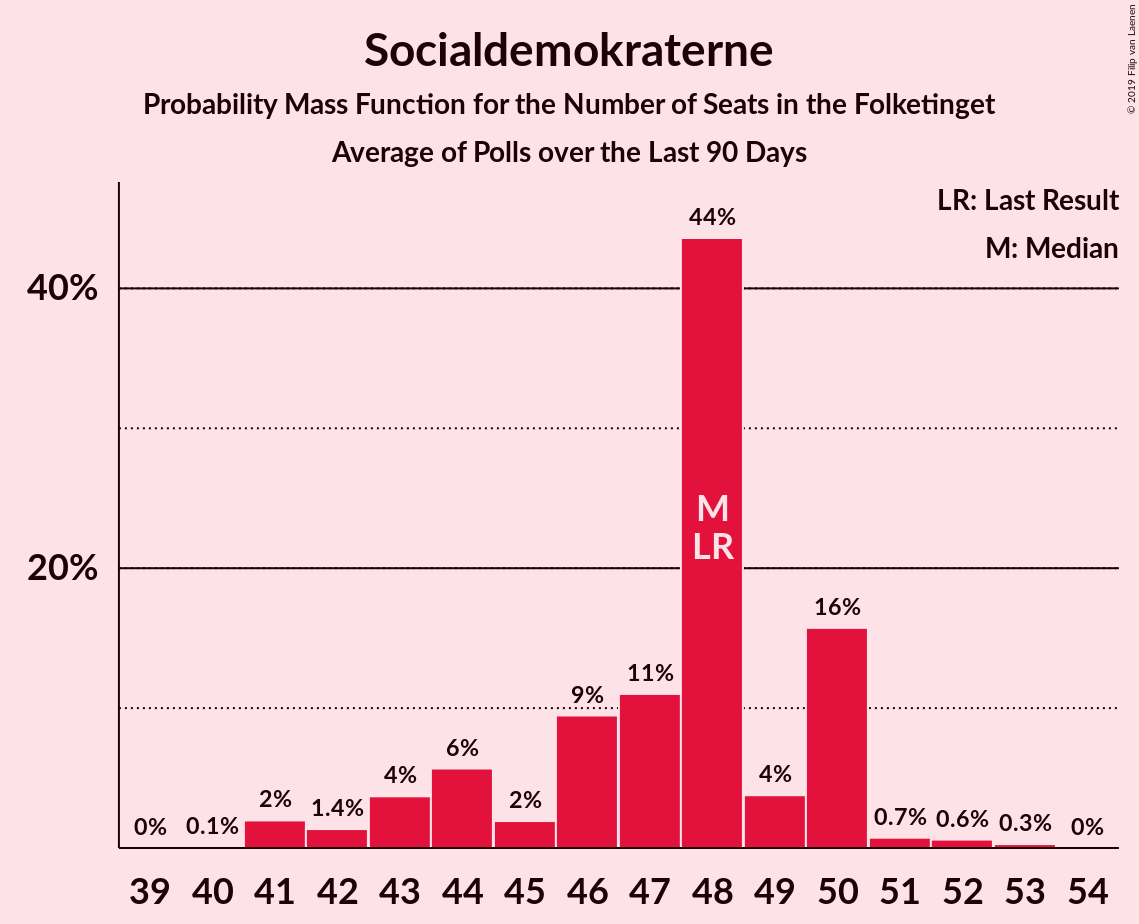 Socialdemokraterne
Probability Mass Function for the Number of Seats in the Folketinget
Average of Polls over the Last 90 Days
© 2019 Filip van Laenen
LR: Last Result
M: Median
40%
20%
0%
0.1%
2%
1.4%
4%
6%
2%
9%
11%
44%
M
LR
4%
16%
0.7%
0.6%
0.3%
0%
39 40 41 42 43 44 45 46 47 48 49 50 51 52 53 54